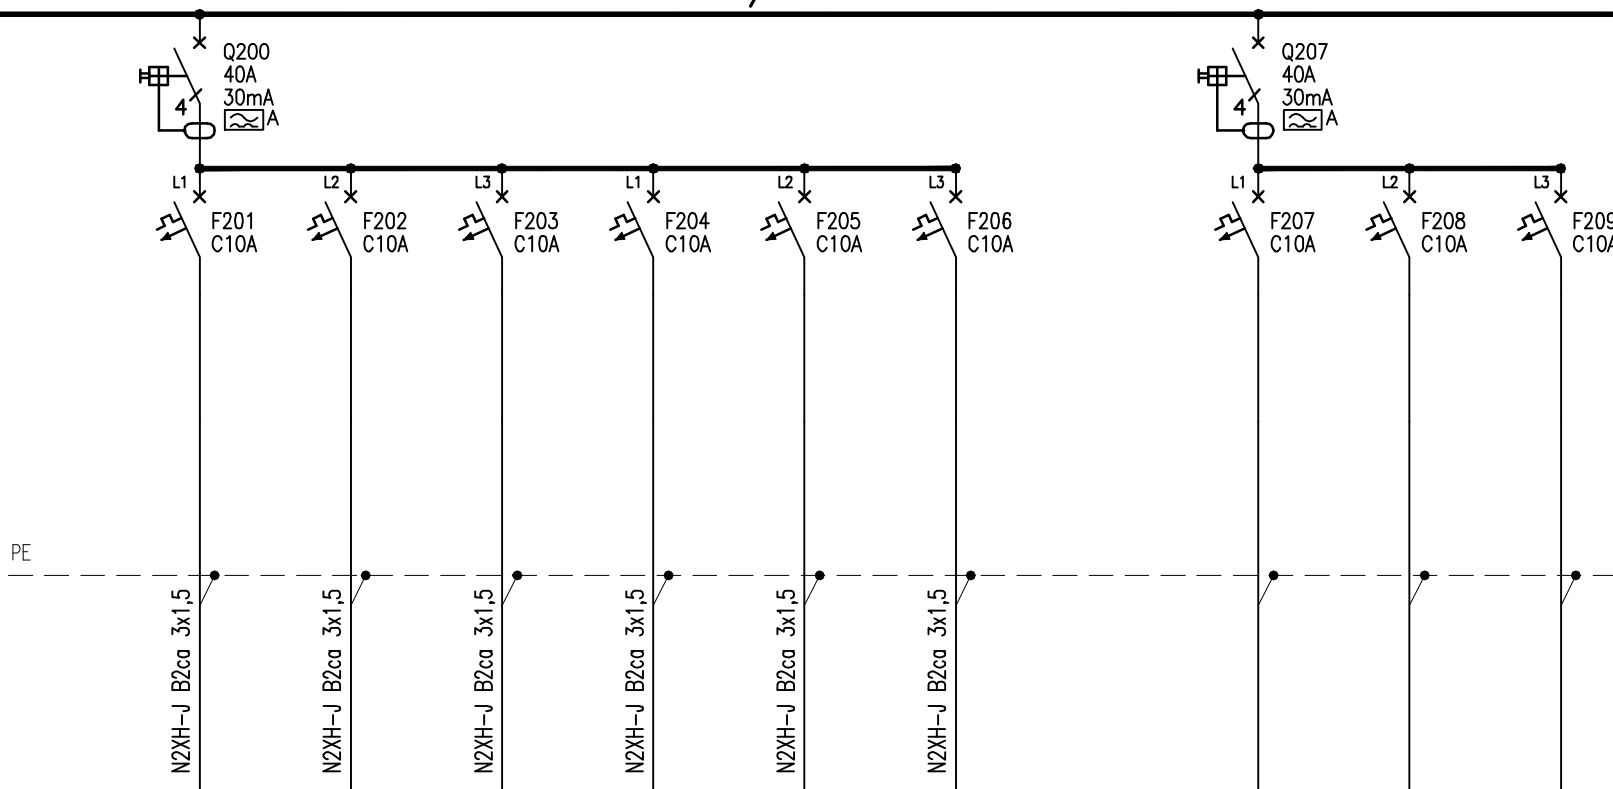 Q200
40A
30mA
A
4
Q207
40A
30mA
A
4
L1
L2
L3
L1
L2
L3
L1
L2
L3
F201
C10A
F202
C10A
F203
C10A
F204
C10A
F205
C10A
F206
C10A
F207
C10A
F208
C10A
F209
C10A
PE
N2XH-J B2ca 3x1,5
N2XH-J B2ca 3x1,5
N2XH-J B2ca 3x1,5
N2XH-J B2ca 3x1,5
N2XH-J B2ca 3x1,5
N2XH-J B2ca 3x1,5